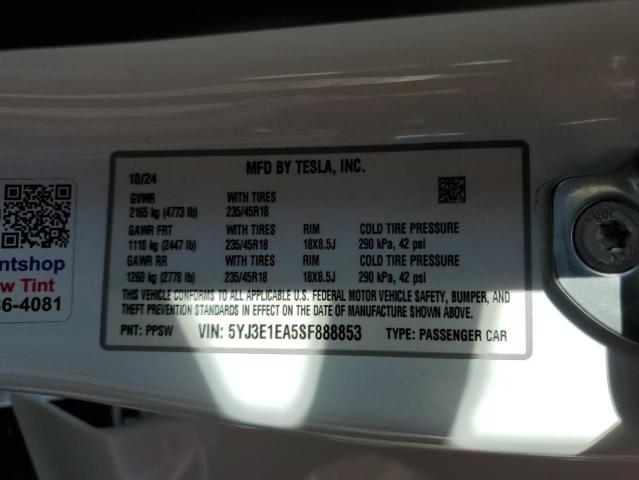 MFD BY TESLA, INC.
10/24
GVWR WITH TIRES
2165 kg (4773 lb) 235/45R18
GAWR FRT WITH TIRES RIM COLD TIRE PRESSURE
1110 kg (2447 lb) 235/45R18 18X8.5J 290 kPa, 42 psi
GAWR RR WITH TIRES RIM COLD TIRE PRESSURE
1260 kg (2778 lb) 235/45R18 18X8.5J 290 kPa, 42 psi
THIS VEHICLE CONFORMS TO ALL APPLICABLE U.S. FEDERAL MOTOR VEHICLE SAFETY, BUMPER, AND
THEFT PREVENTION STANDARDS IN EFFECT ON THE DATE OF MANUFACTURE SHOWN ABOVE.
PNT: PPSW VIN: 5YJ3E1EA5SF888853 TYPE: PASSENGER CAR
ntshop
w Tint
6-4081